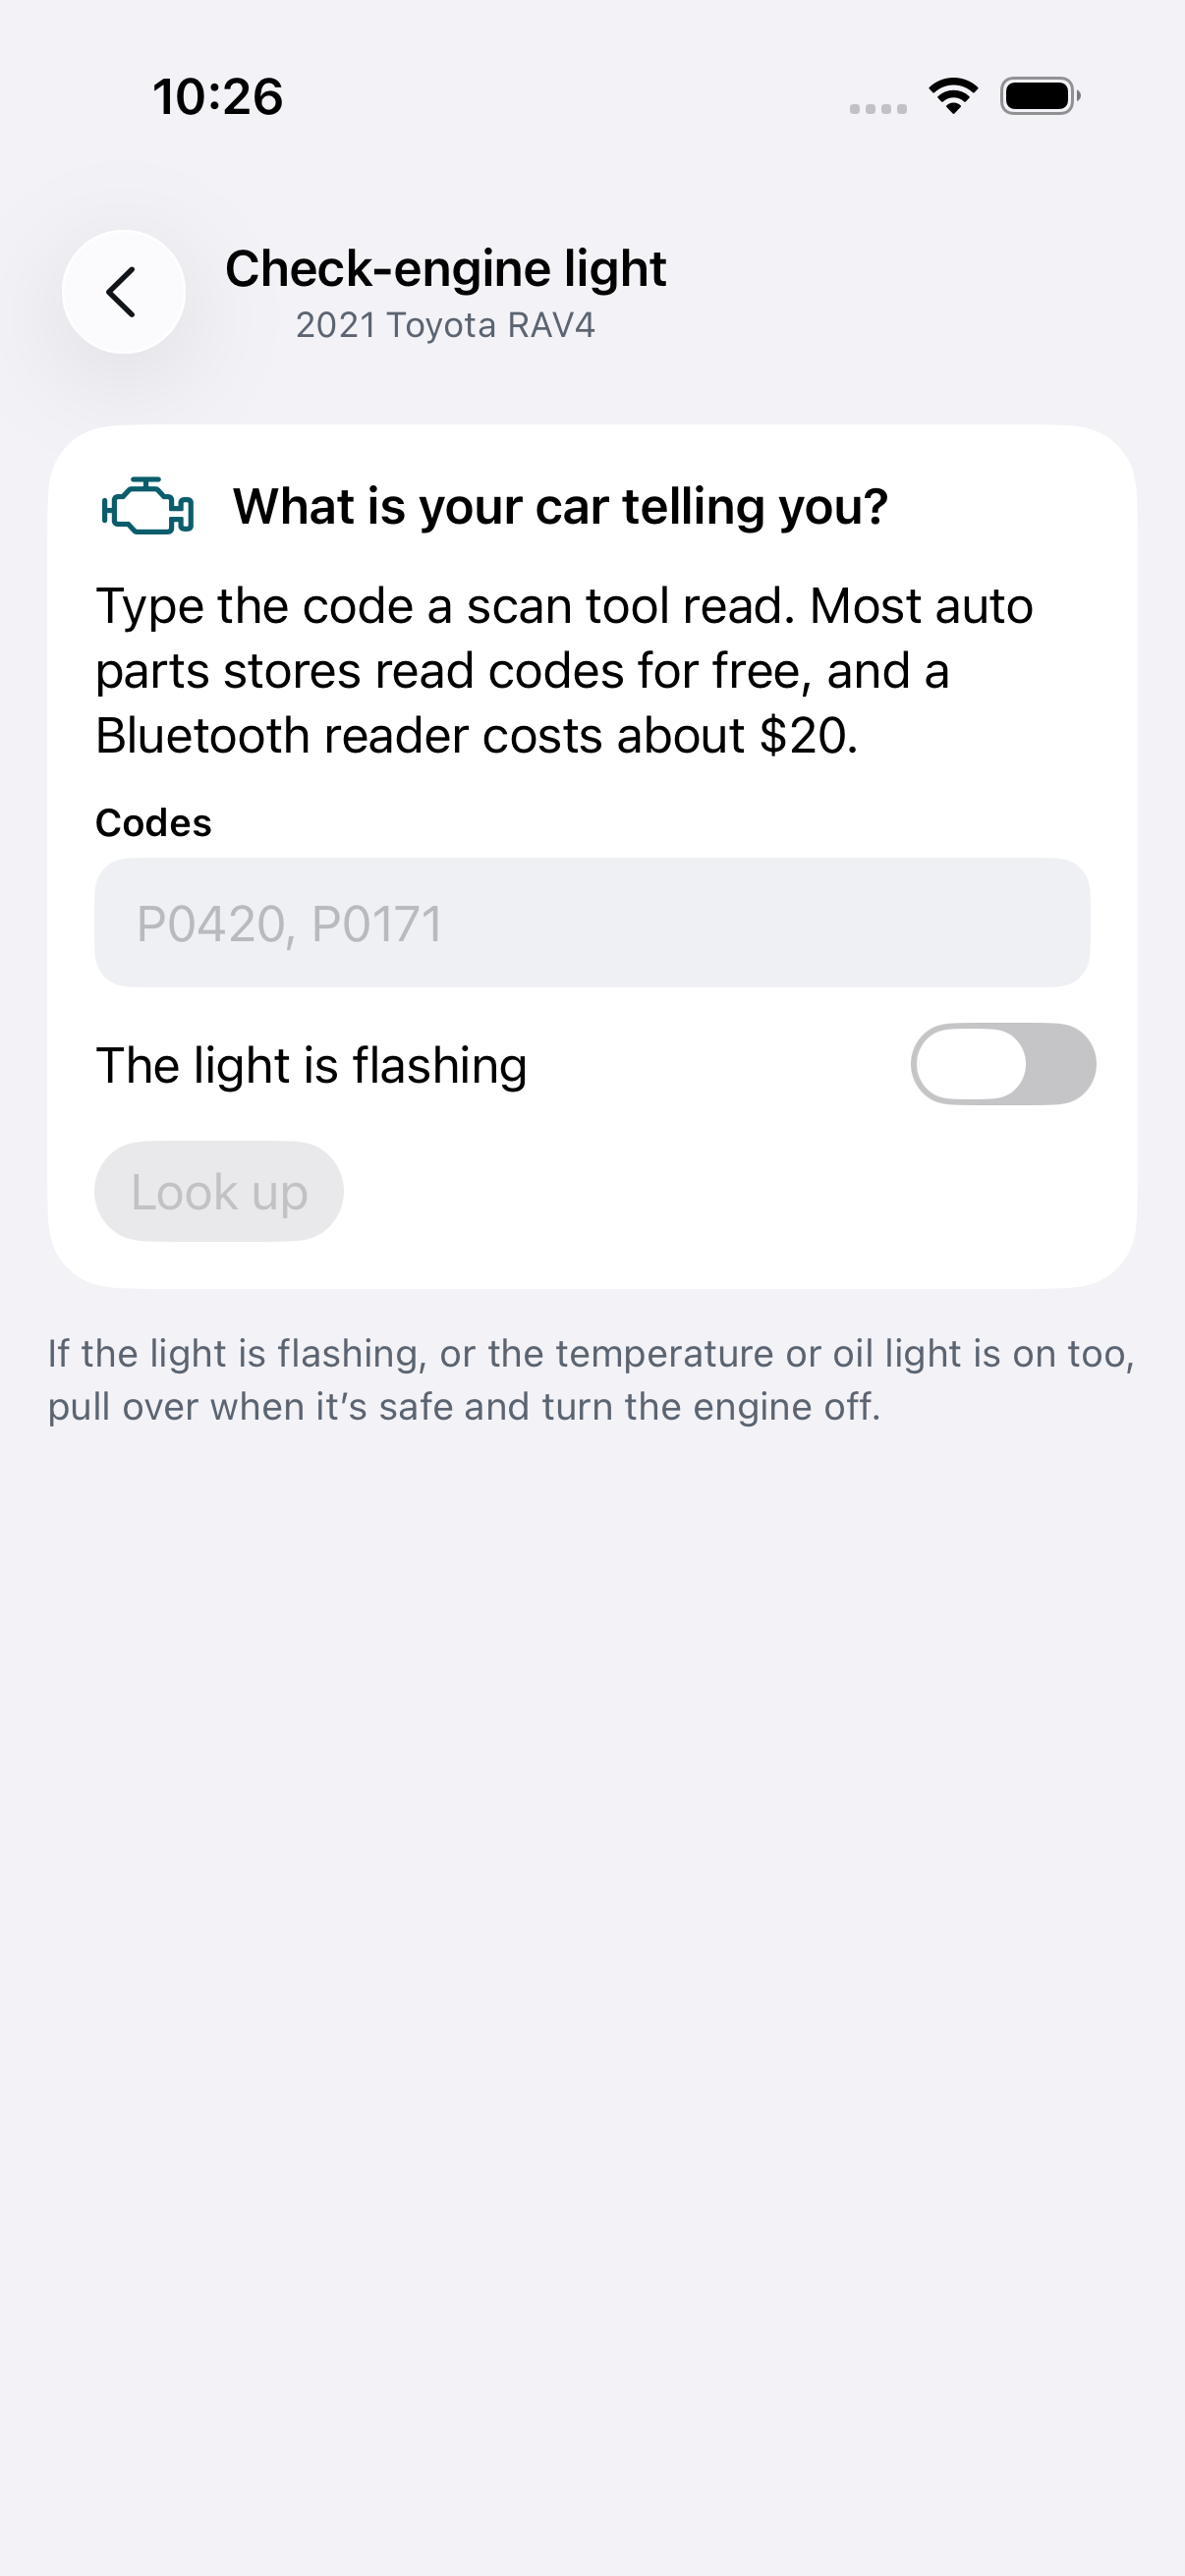 10:26
Check-engine light
2021 Toyota RAV4
What is your car telling you?
Type the code a scan tool read. Most auto
parts stores read codes for free, and a
Bluetooth reader costs about $20.
Codes
P0420, P0171
The light is flashing
Look up
If the light is flashing, or the temperature or oil light is on too,
pull over when it’s safe and turn the engine off.